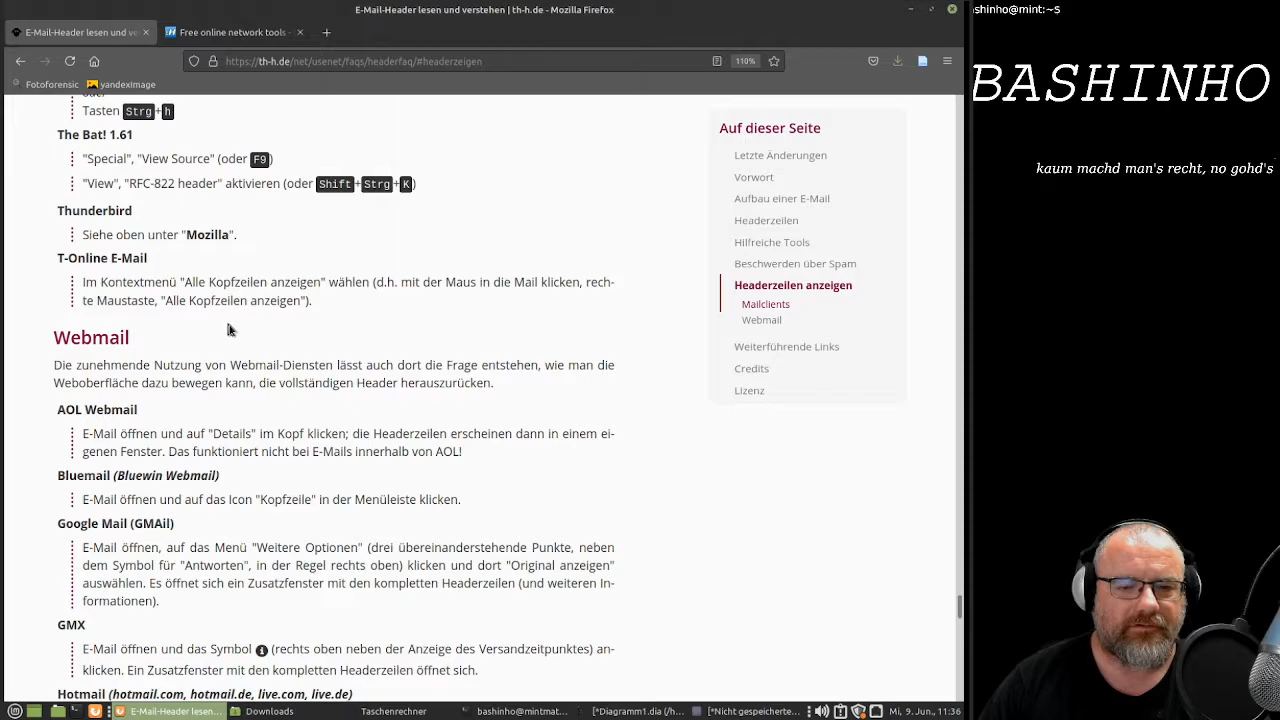 E-Mail-Header lesen und verstehen | th-h.de - Mozilla Firefox
E-Mail-Header lesen und ve
Free online network tools -
https://th-h.de/net/usenet/faqs/headerfaq/#headerzeigen
110%
Fotoforensic
yandeximage
oder
Tasten Strg+h
The Bat! 1.61
"Special", "View Source" (oder F9)
"View", "RFC-822 header" aktivieren (oder Shift+Strg+K)
Thunderbird
Siehe oben unter "Mozilla".
T-Online E-Mail
Im Kontextmenü "Alle Kopfzeilen anzeigen" wählen (d.h. mit der Maus in die Mail klicken, rech-
te Maustaste, "Alle Kopfzeilen anzeigen").
Webmail
Die zunehmende Nutzung von Webmail-Diensten lässt auch dort die Frage entstehen, wie man die
Weboberfläche dazu bewegen kann, die vollständigen Header herauszurücken.
AOL Webmail
E-Mail öffnen und auf "Details" im Kopf klicken; die Headerzeilen erscheinen dann in einem ei-
genen Fenster. Das funktioniert nicht bei E-Mails innerhalb von AOL!
Bluemail (Bluewin Webmail)
E-Mail öffnen und auf das Icon "Kopfzeile" in der Menüleiste klicken.
Google Mail (GMAil)
E-Mail öffnen, auf das Menü "Weitere Optionen" (drei übereinanderstehende Punkte, neben
dem Symbol für "Antworten", in der Regel rechts oben) klicken und dort "Original anzeigen"
auswählen. Es öffnet sich ein Zusatzfenster mit den kompletten Headerzeilen (und weiteren In-
formationen).
GMX
E-Mail öffnen und das Symbol i (rechts oben neben der Anzeige des Versandzeitpunktes) an-
klicken. Ein Zusatzfenster mit den kompletten Headerzeilen öffnet sich.
Hotmail (hotmail.com, hotmail.de, live.com, live.de)
Auf dieser Seite
Letzte Änderungen
Vorwort
Aufbau einer E-Mail
Headerzeilen
Hilfreiche Tools
Beschwerden über Spam
Headerzeilen anzeigen
Mailclients
Webmail
Weiterführende Links
Credits
Lizenz
ashinho@mint:~s
BASHINHO
kaum machd man's recht, no gohd's
E-Mail-Header lesen...
Downloads
Taschenrechner
bashinho@mintmat...
[*Diagramm1.dia (/h...
[*Nicht gespeicherte...
Mi, 9. Jun, 11:36